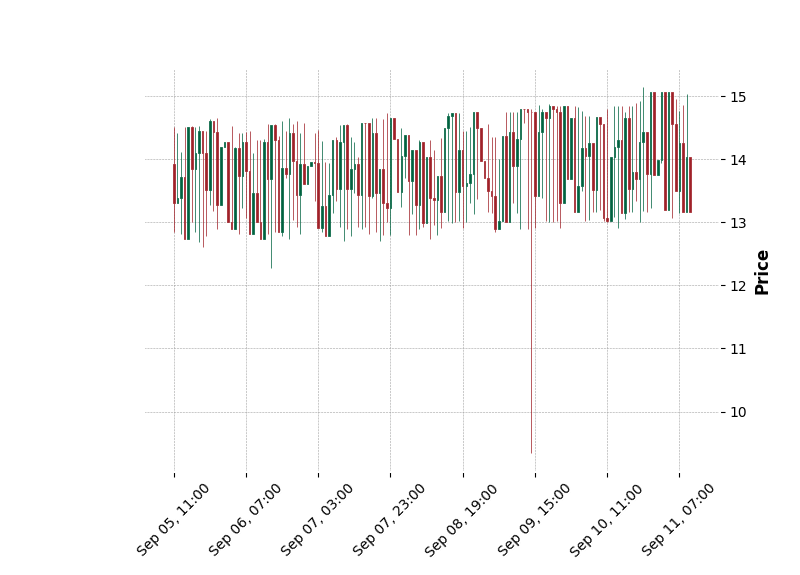 15
14
13
12
11
10
Price
Sep 05, 11:00
Sep 06, 07:00
Sep 07, 03:00
Sep 07, 23:00
Sep 08, 19:00
Sep 09, 15:00
Sep 10, 11:00
Sep 11, 07:00